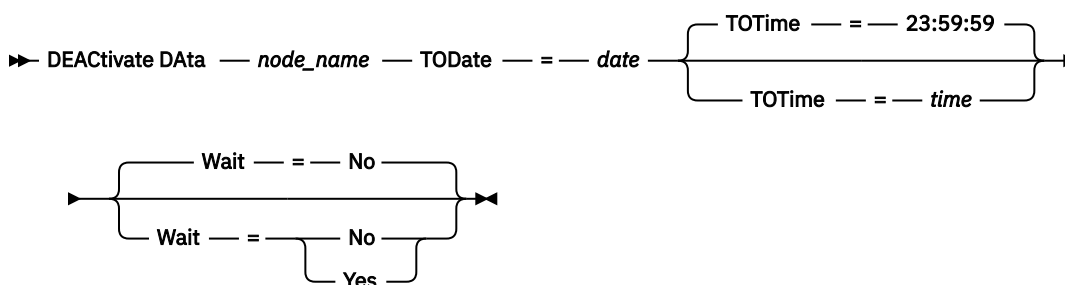 TOTime = 23:59:59
DEACtivate DAta node_name TODate = date
TOTime = time
Wait = No
Wait = No
Yes